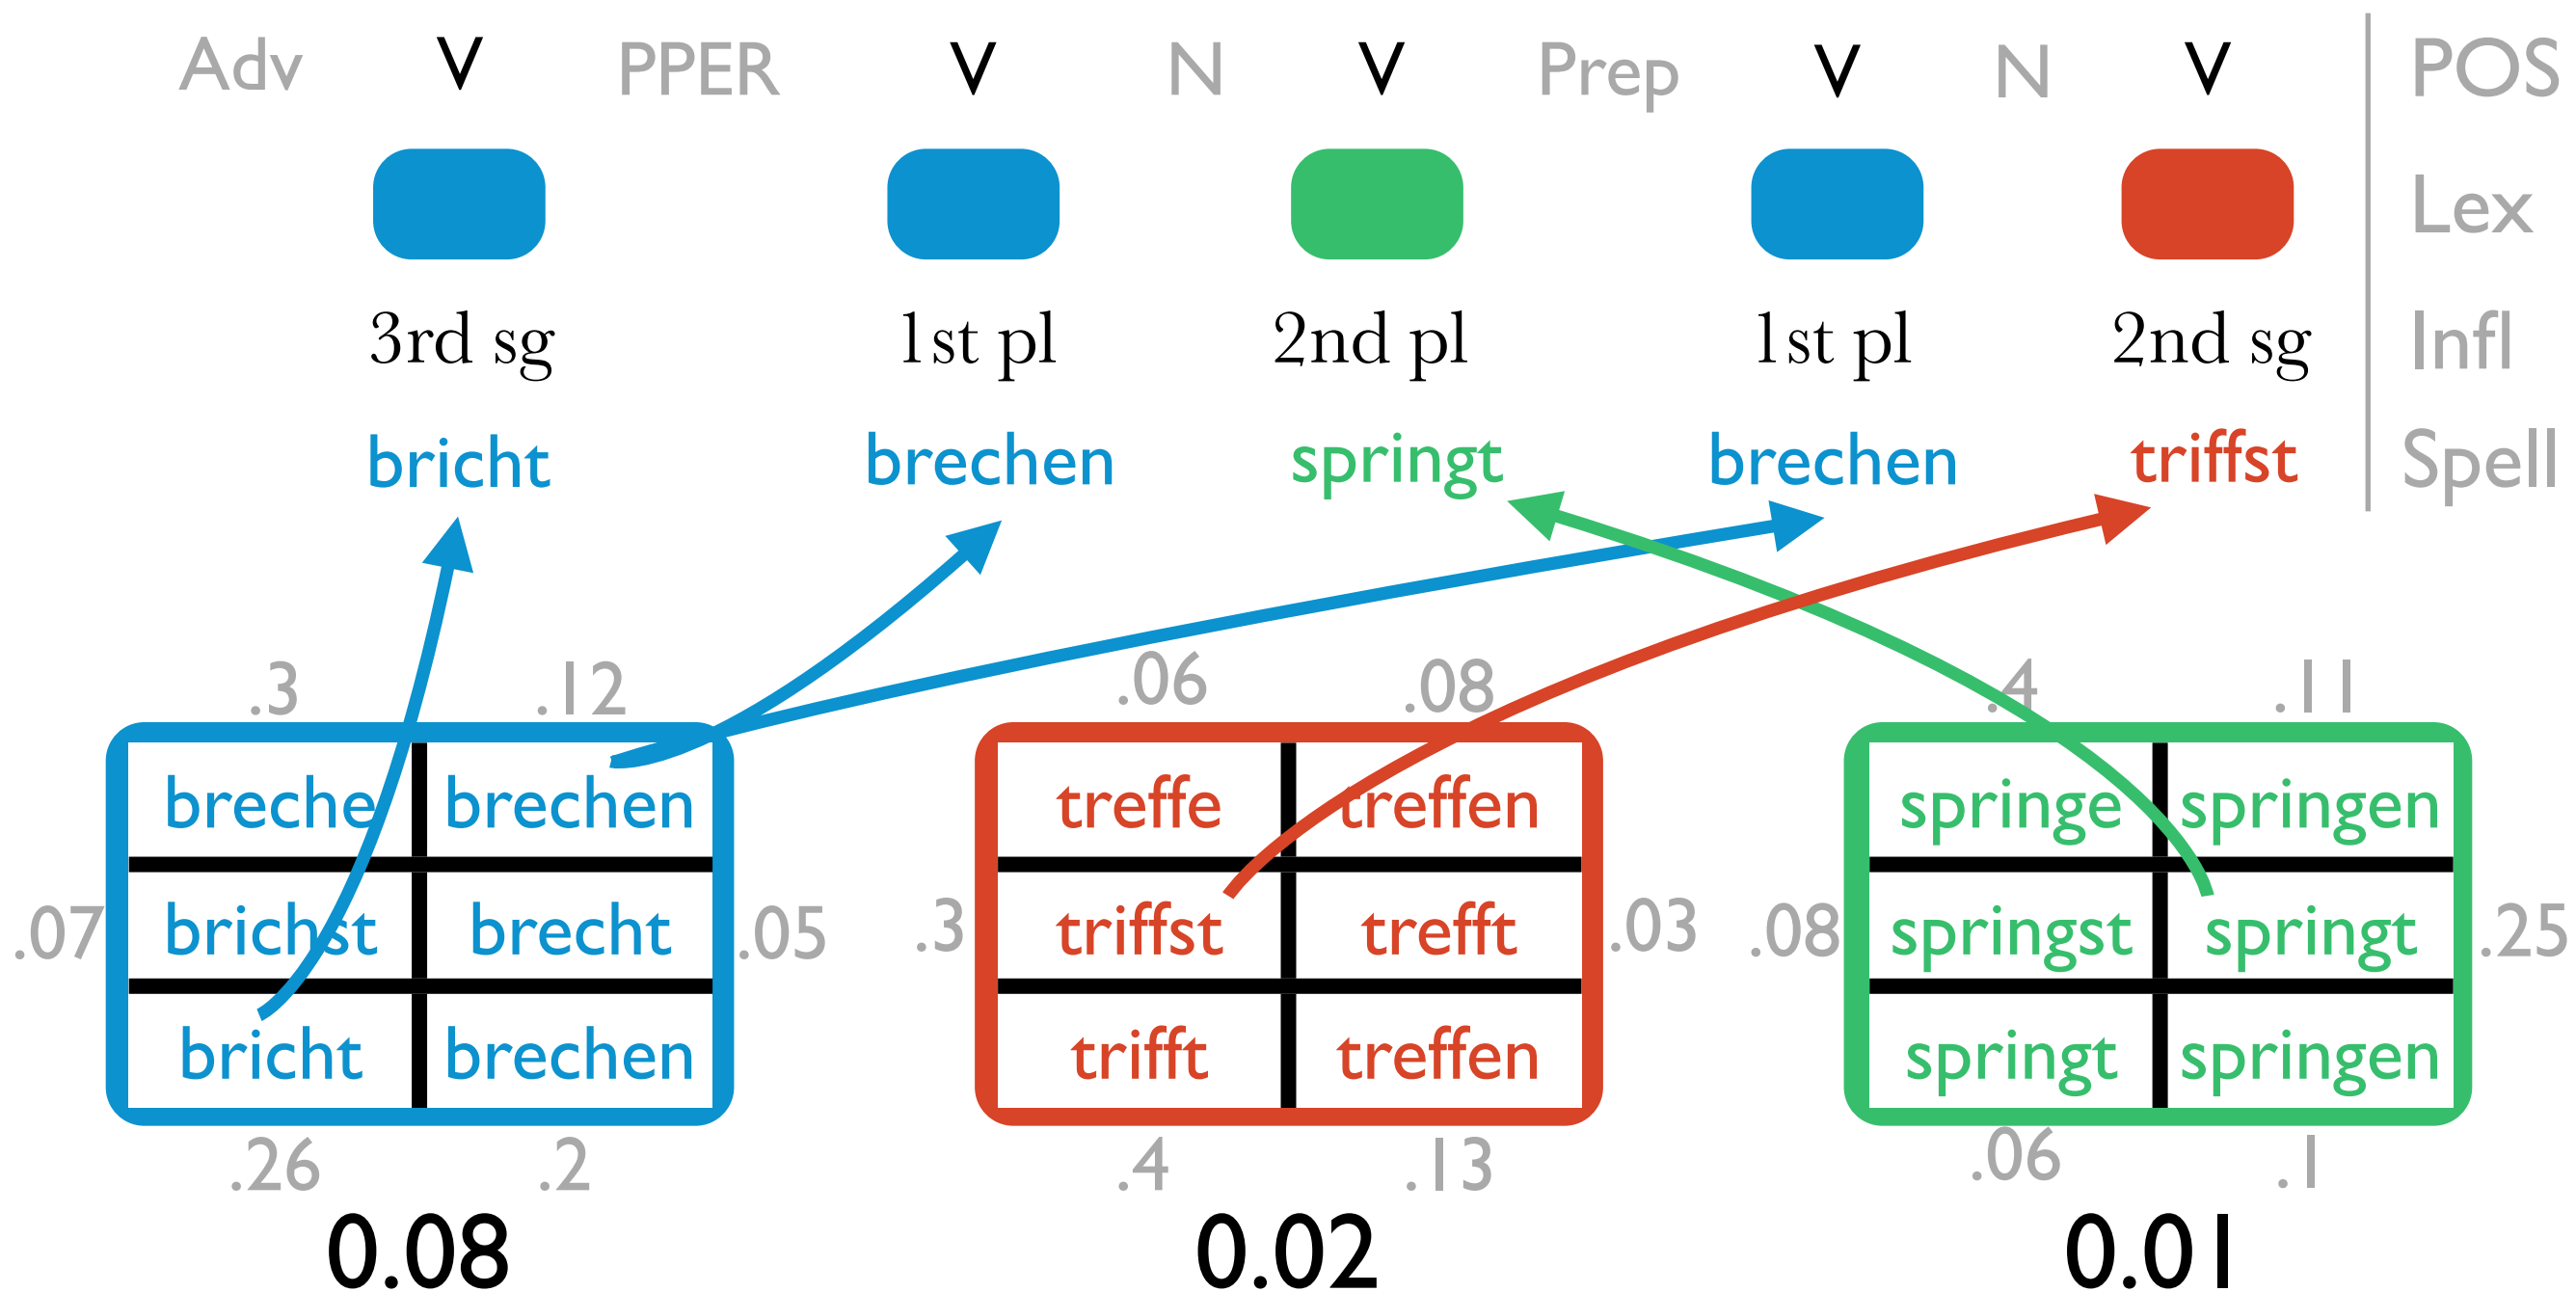 Adv V PPER V N V Prep V N V POS
Lex
3rd sg 1st pl 2nd pl 1st pl 2nd sg Infl
bricht brechen springt brechen triffst Spell
.3 .12 .06 .08 .4 .11
breche brechen treffe treffen springe springen
.07 brichst brecht .05 .3 triffst trefft .03 .08 springst springt .25
bricht brechen trifft treffen springt springen
.26 .2 .4 .13 .06 .1
0.08 0.02 0.01